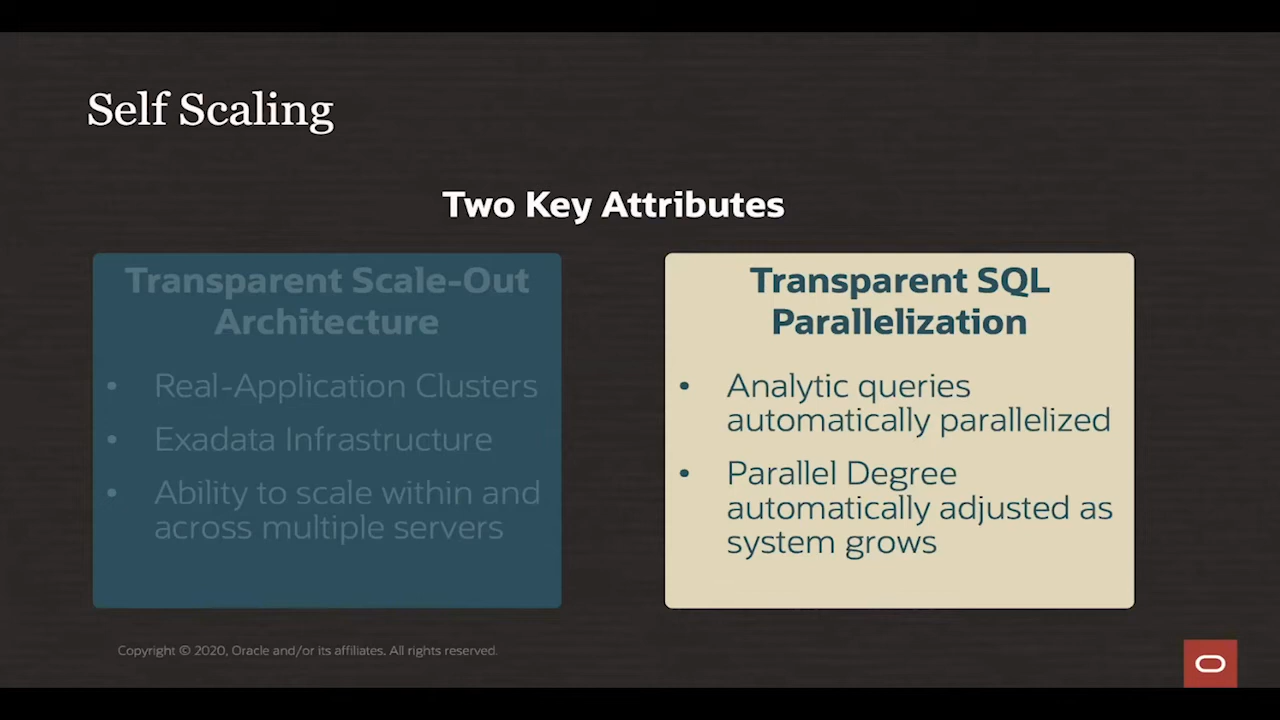 Self Scaling
Two Key Attributes
Transparent Scale-Out
Architecture
• Real-Application Clusters
• Exadata Infrastructure
• Ability to scale within and
across multiple servers
Transparent SQL
Parallelization
• Analytic queries
automatically parallelized
• Parallel Degree
automatically adjusted as
system grows
Copyright © 2020, Oracle and/or its affiliates. All rights reserved.